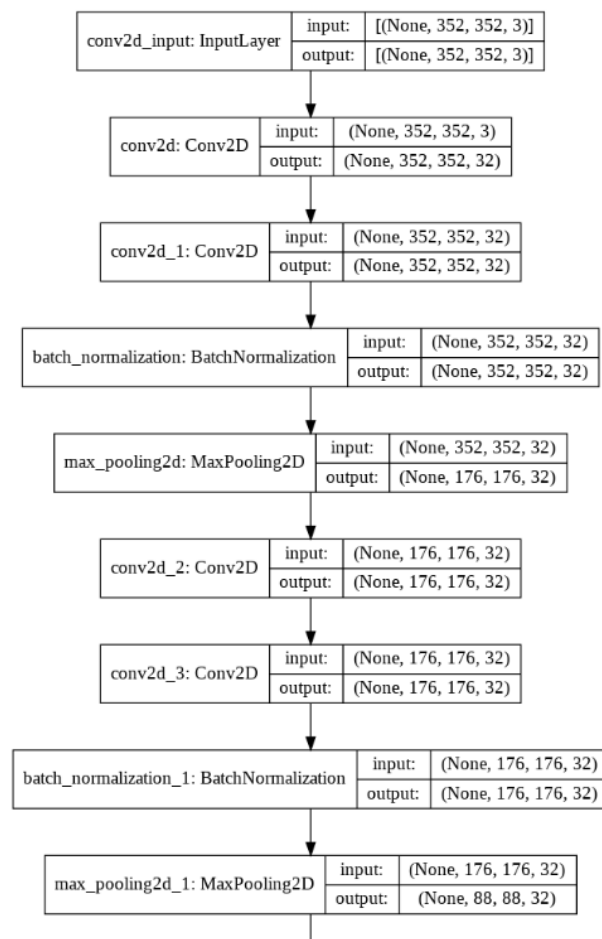 conv2d_input: InputLayer
input: [(None, 352, 352, 3)]
output: [(None, 352, 352, 3)]
conv2d: Conv2D
input: (None, 352, 352, 3)
output: (None, 352, 352, 32)
conv2d_1: Conv2D
input: (None, 352, 352, 32)
output: (None, 352, 352, 32)
batch_normalization: BatchNormalization
input: (None, 352, 352, 32)
output: (None, 352, 352, 32)
max_pooling2d: MaxPooling2D
input: (None, 352, 352, 32)
output: (None, 176, 176, 32)
conv2d_2: Conv2D
input: (None, 176, 176, 32)
output: (None, 176, 176, 32)
conv2d_3: Conv2D
input: (None, 176, 176, 32)
output: (None, 176, 176, 32)
batch_normalization_1: BatchNormalization
input: (None, 176, 176, 32)
output: (None, 176, 176, 32)
max_pooling2d_1: MaxPooling2D
input: (None, 176, 176, 32)
output: (None, 88, 88, 32)